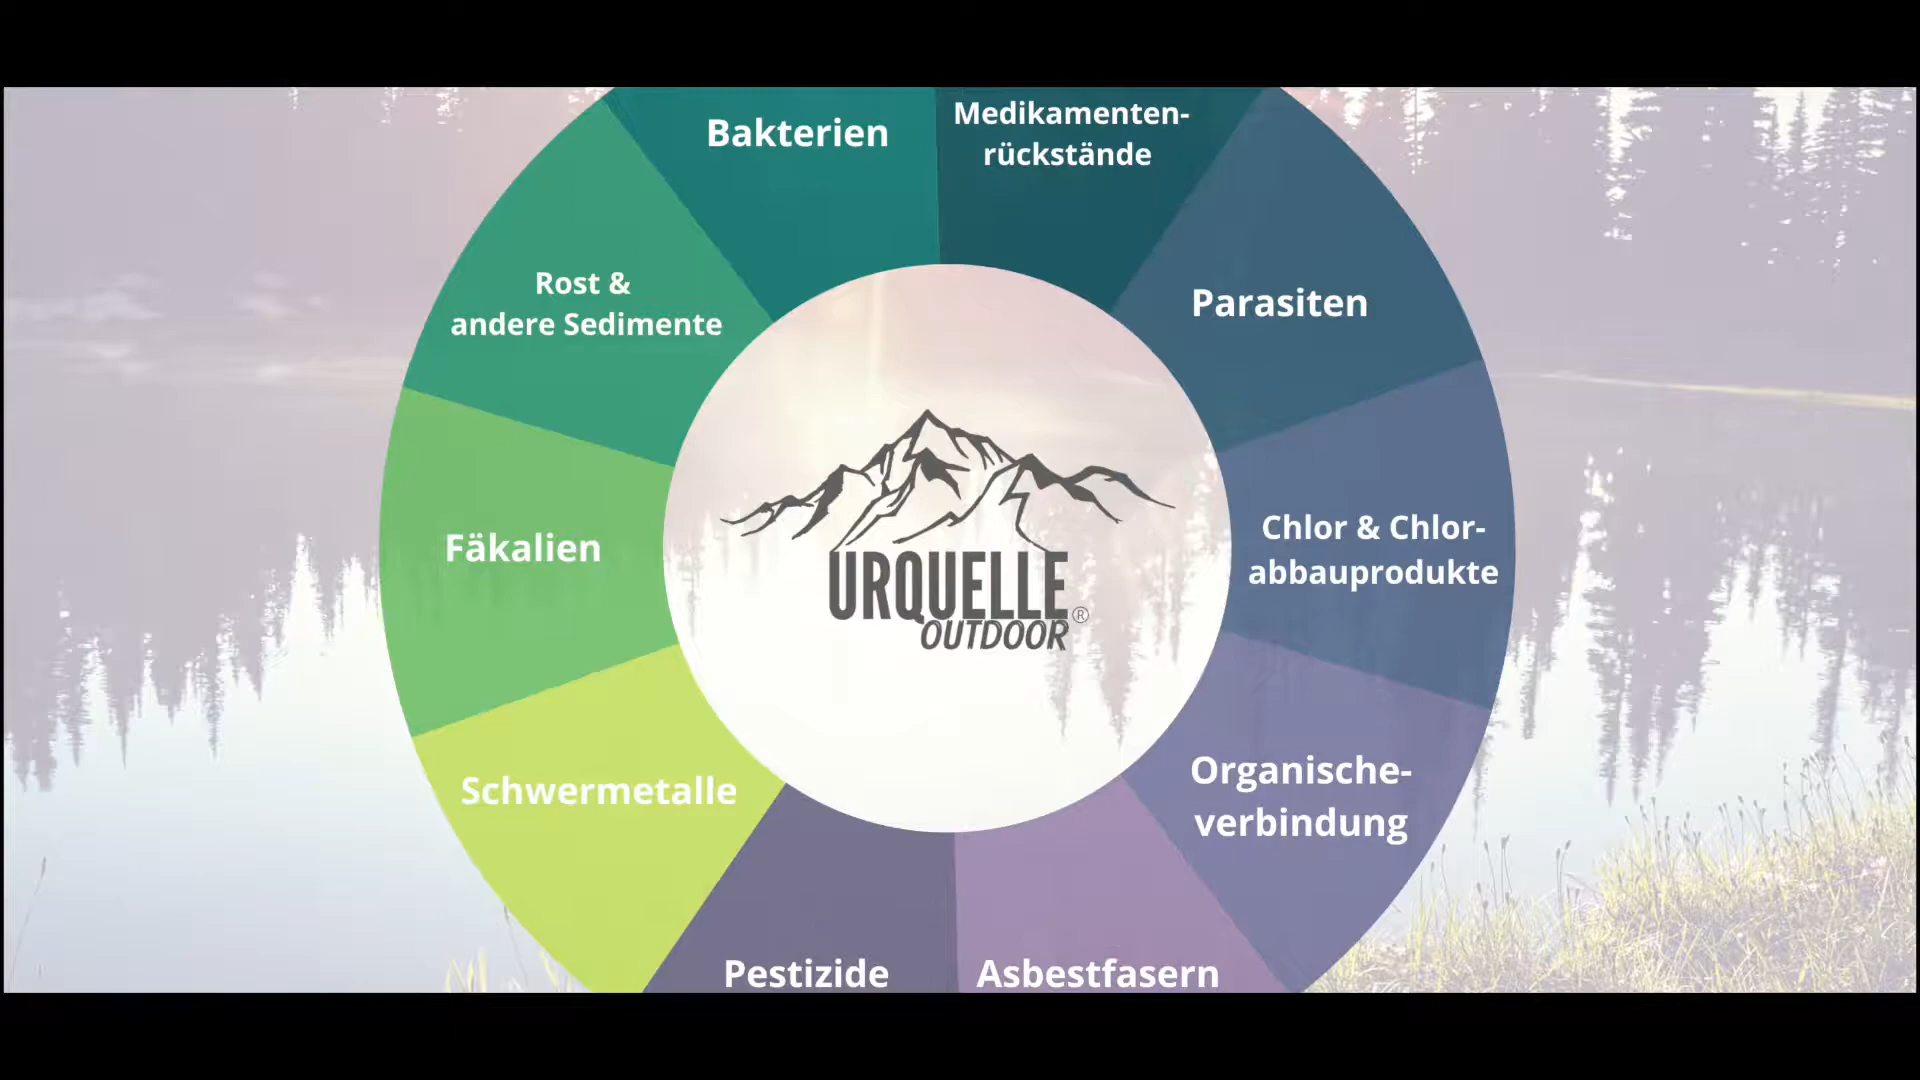 Bakterien
Medikamenten-
rückstände
Parasiten
Rost &
andere Sedimente
Chlor & Chlor-
abbauprodukte
Fäkalien
URQUELLE®
OUTDOOR
Organische-
verbindung
Schwermetalle
Pestizide
Asbestfasern